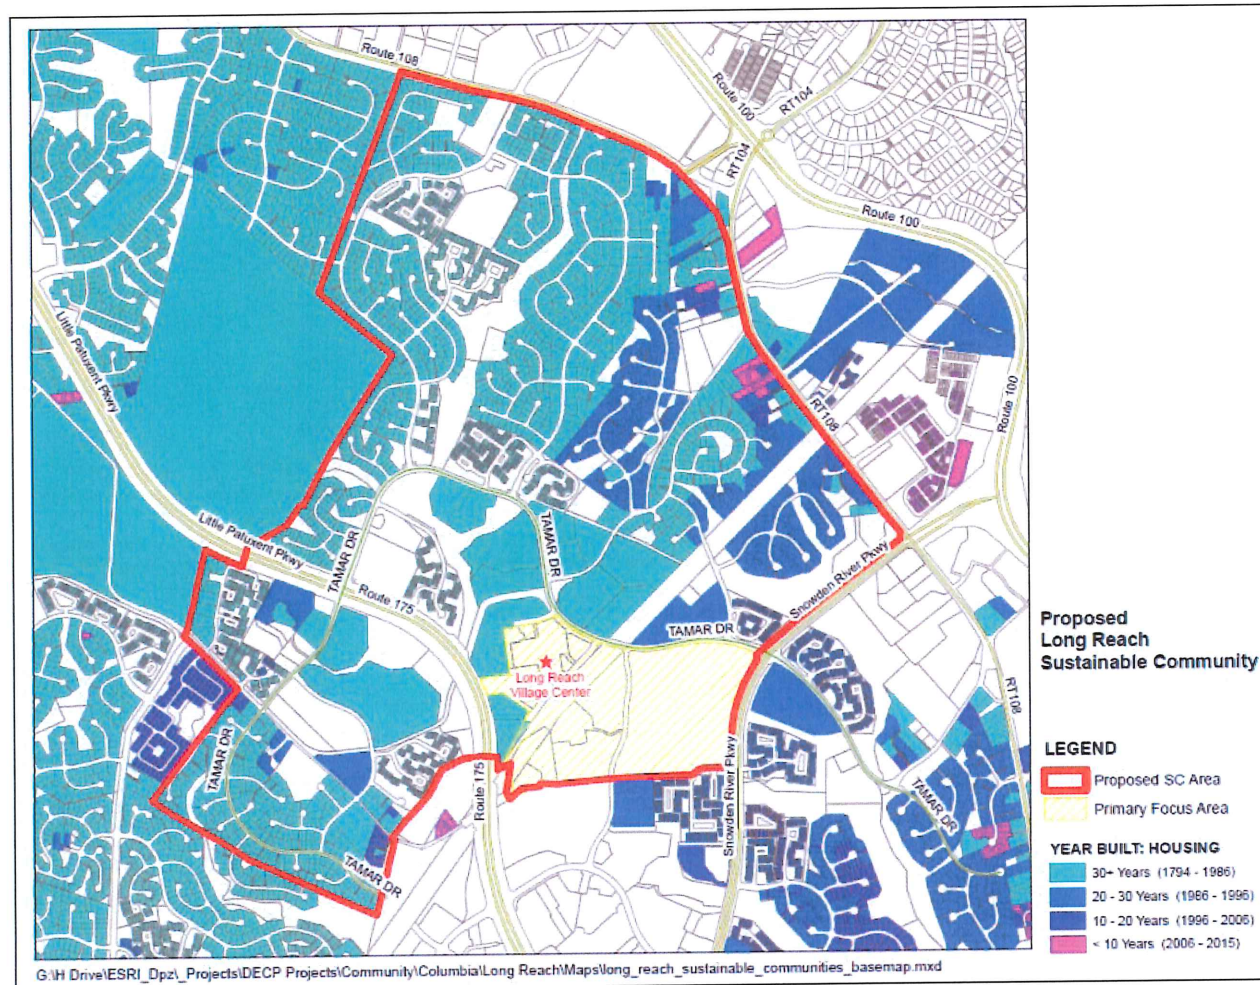 Route 108
Route 100
RT104
RT104
Route 100
Little Patuxent Pkwy
Route 100
RT108
Little Patuxent Pkwy
TAMAR DR
TAMAR DR
Snowden River Pkwy
Route 175
TAMAR DR
Long Reach
Village Center
RT108
TAMAR DR
Route 175
Snowden River Pkwy
TAMAR DR
TAMAR DR
Proposed
Long Reach
Sustainable Community
LEGEND
Proposed SC Area
Primary Focus Area
YEAR BUILT: HOUSING
30+ Years (1794 - 1986)
20 - 30 Years (1986 - 1996)
10 - 20 Years (1996 - 2006)
< 10 Years (2006 - 2015)
G:\H Drive\ESRI_Dpz\_Projects\DECP Projects\Community\Columbia\Long Reach\Maps\long_reach_sustainable_communities_basemap.mxd